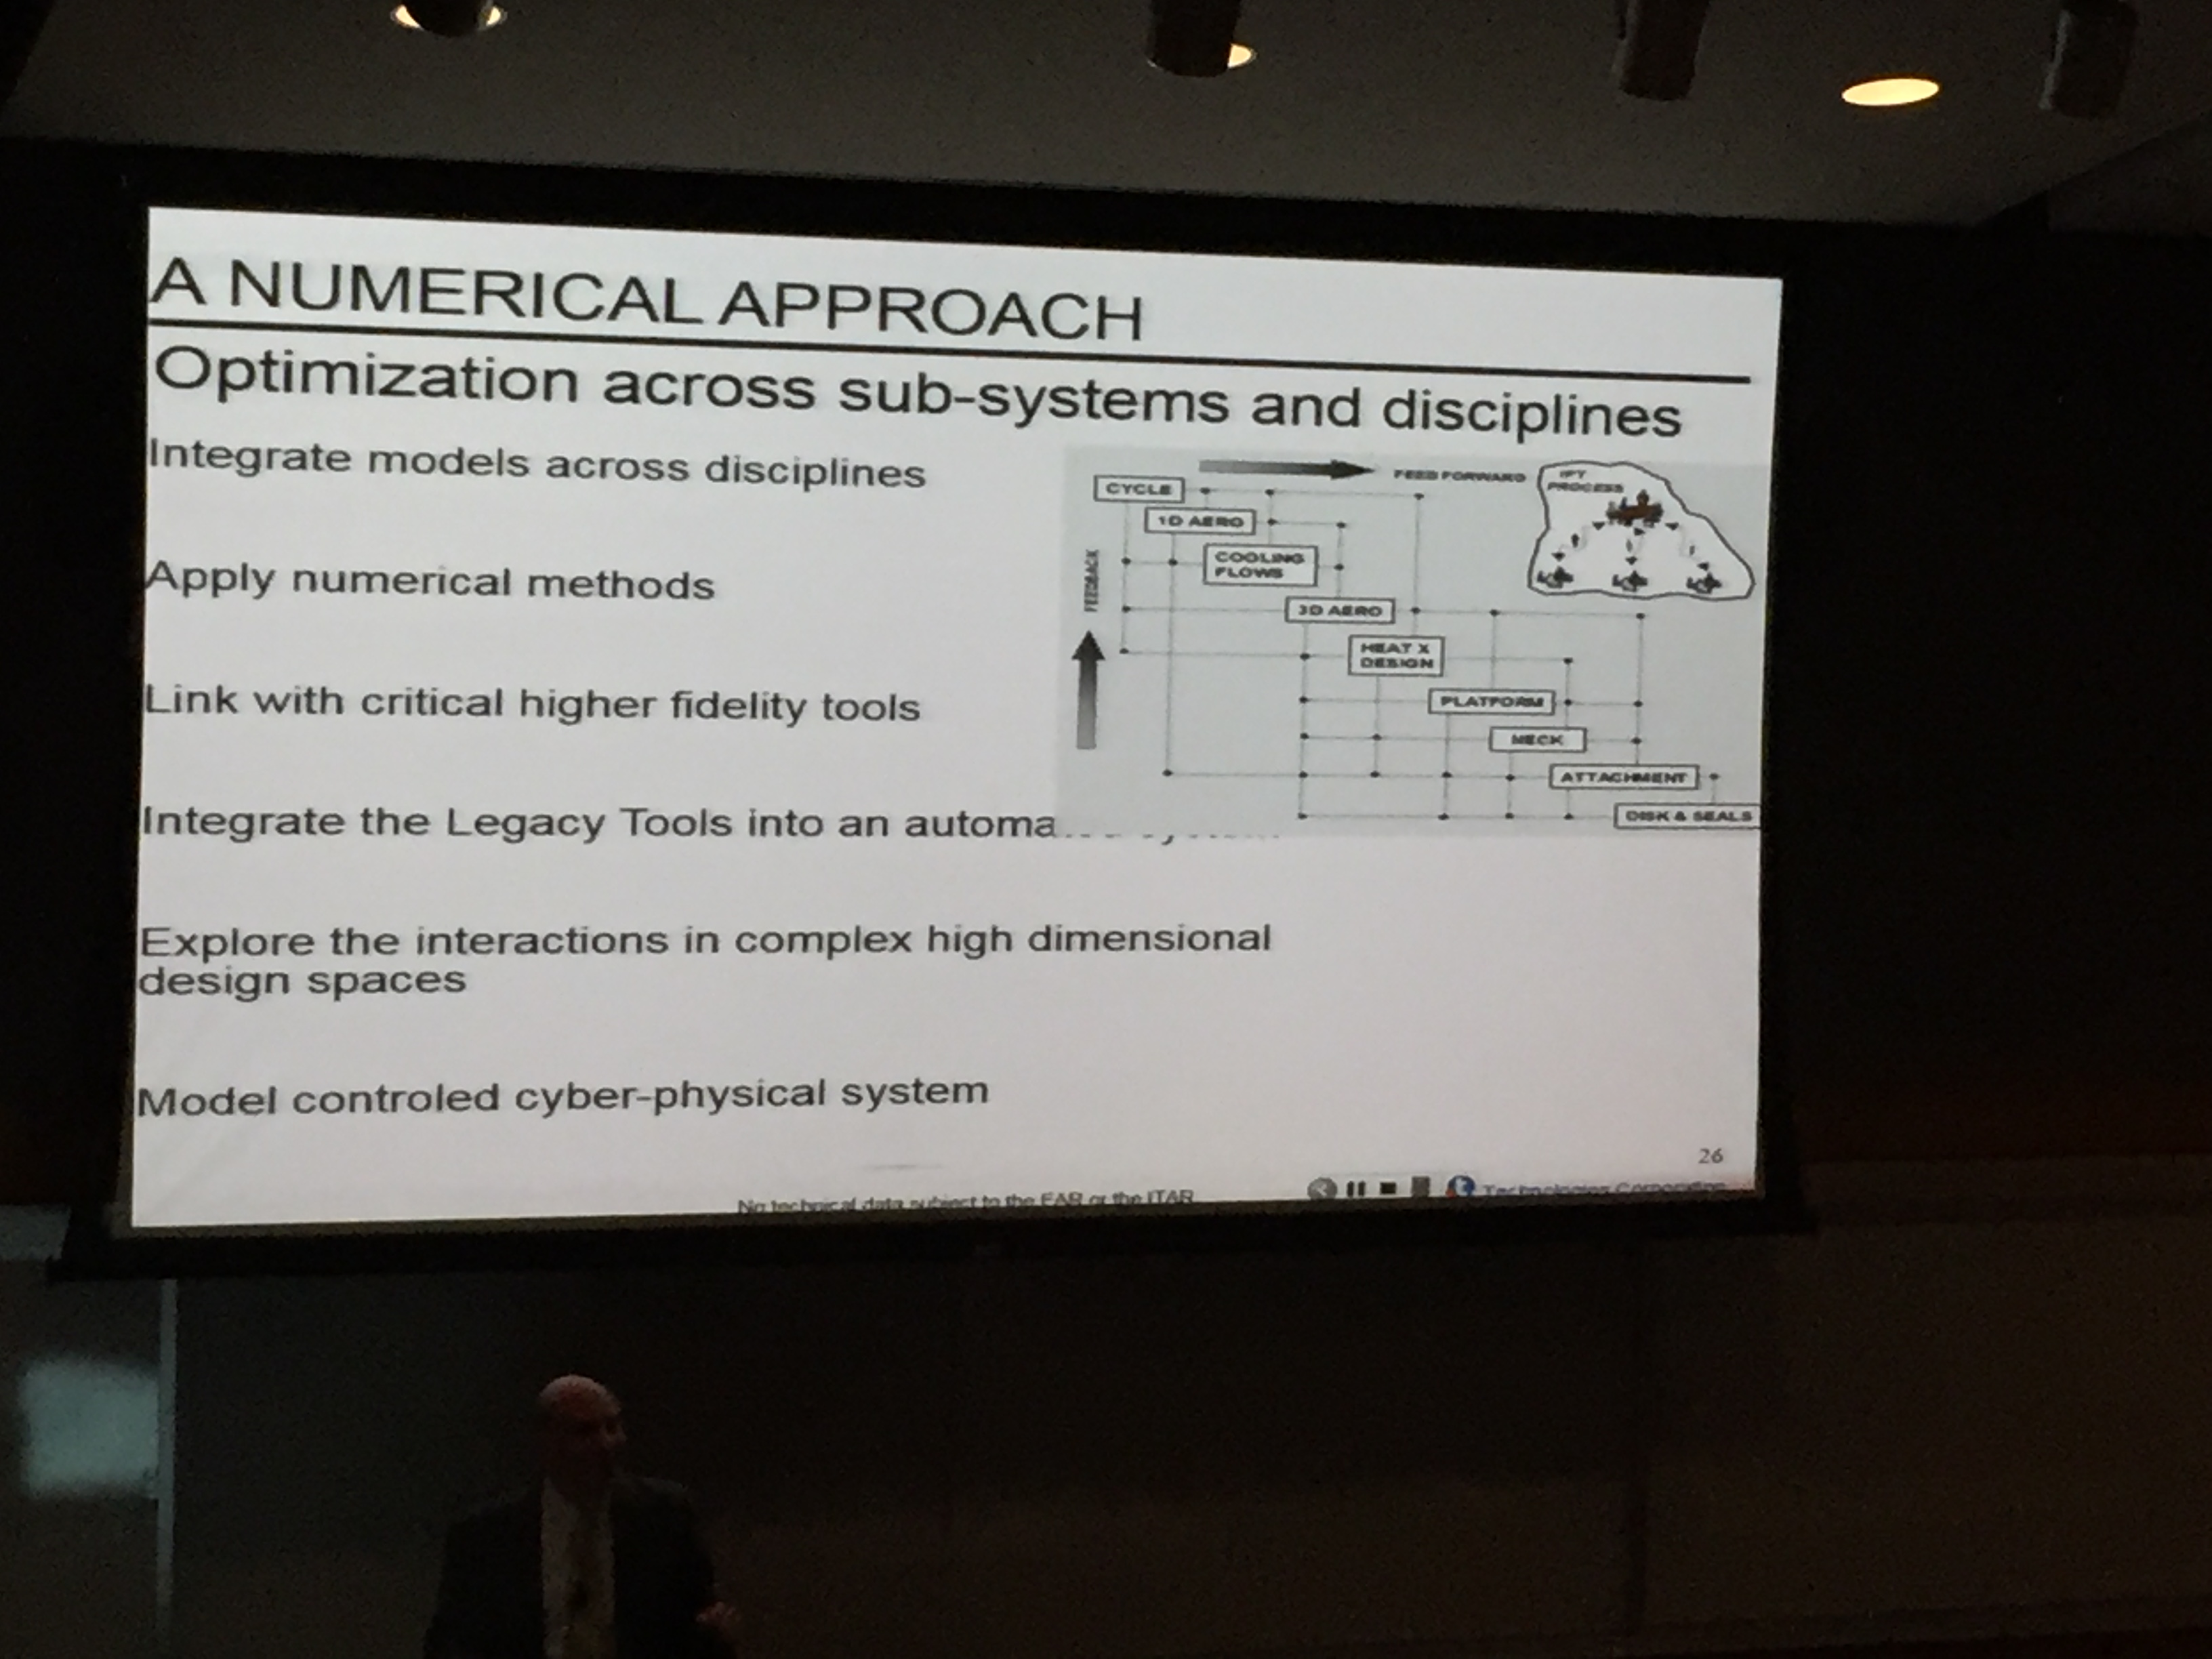 A NUMERICAL APPROACH
Optimization across sub-systems and disciplines
Integrate models across disciplines
Apply numerical methods
Link with critical higher fidelity tools
Integrate the Legacy Tools into an automa
Explore the interactions in complex high dimensional
design spaces
Model controled cyber-physical system
FEED FORWARD
IPT
PROCESS
CYCLE
1D AERO
COOLING
FLOWS
FEEDBACK
3D AERO
HEAT X
DESIGN
PLATFORM
NECK
ATTACHMENT
DISK & SEALS
26
No technical data subject to the EAR or the ITAR
Technologies Corporation